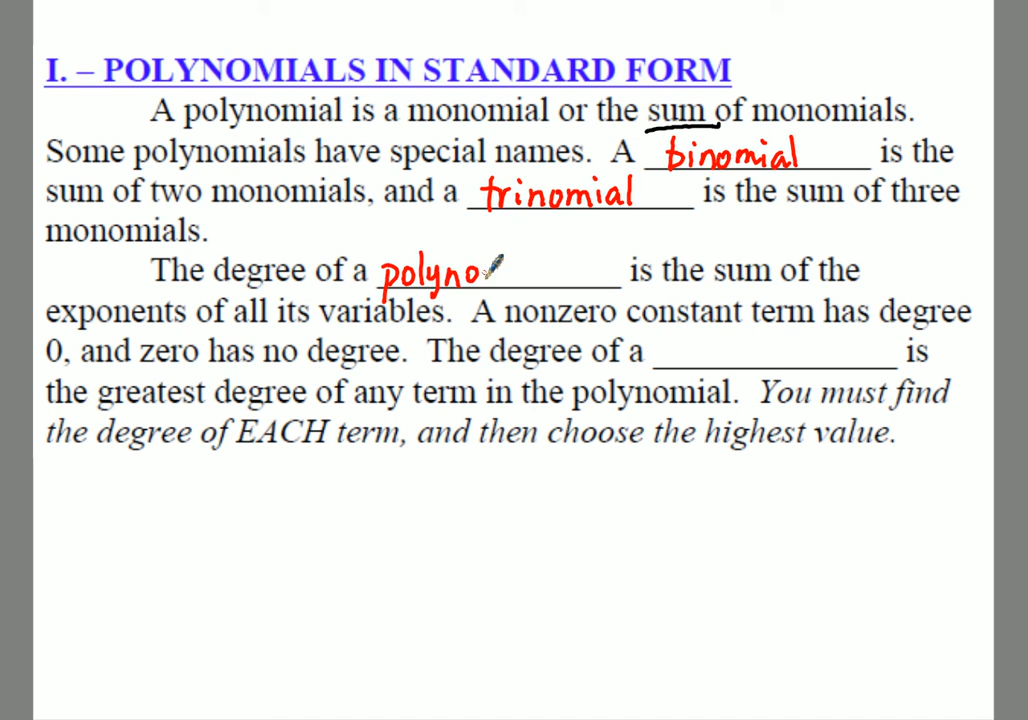 I. – POLYNOMIALS IN STANDARD FORM
A polynomial is a monomial or the sum of monomials.
Some polynomials have special names. A binomial is the
sum of two monomials, and a trinomial is the sum of three
monomials.
The degree of a polyno is the sum of the
exponents of all its variables. A nonzero constant term has degree
0, and zero has no degree. The degree of a ______________ is
the greatest degree of any term in the polynomial. You must find
the degree of EACH term, and then choose the highest value.